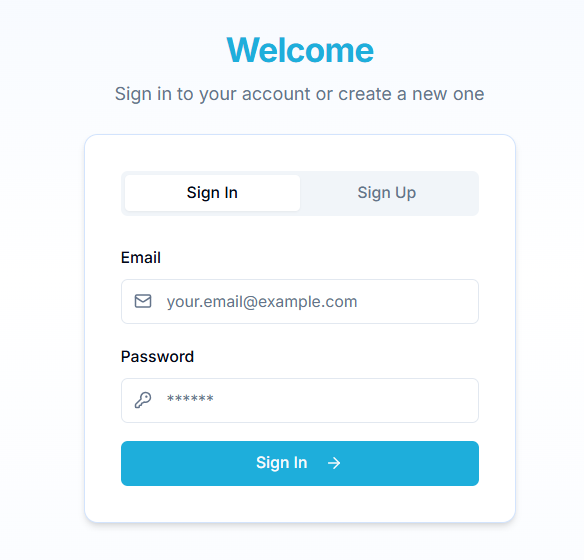 Welcome
Sign in to your account or create a new one
Sign In
Sign Up
Email
your.email@example.com
Password
******
Sign In →